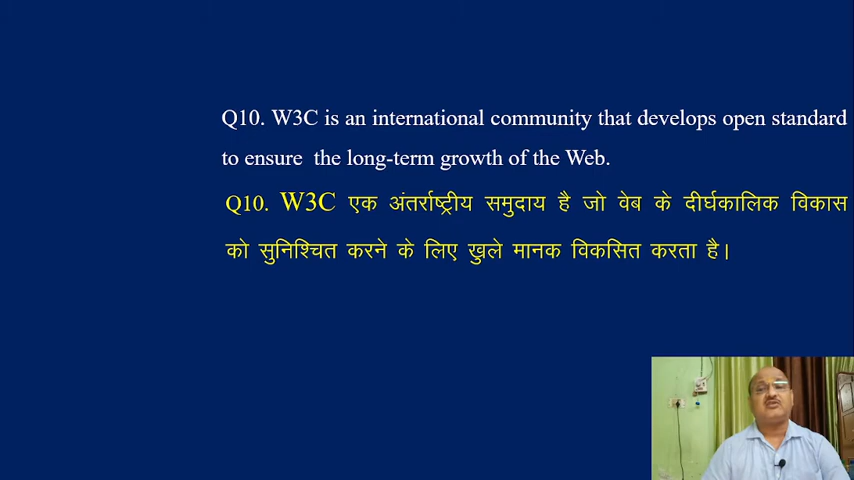 Q10. W3C is an international community that develops open standard
to ensure the long-term growth of the Web.
Q10. W3C एक अंतर्राष्ट्रीय समुदाय है जो वेब के दीर्घकालिक विकास
को सुनिश्चित करने के लिए खुले मानक विकसित करता है।